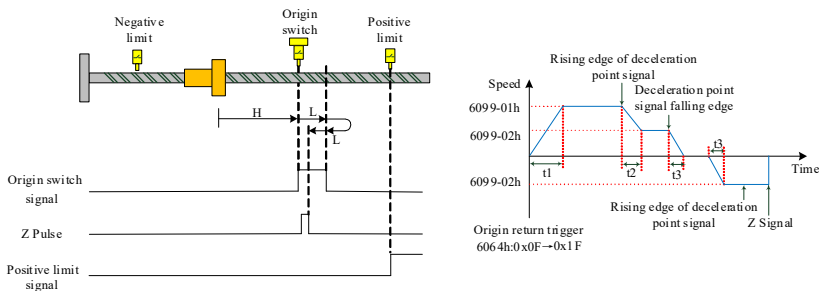 Negative
limit
Origin
switch
Positive
limit
H
L
L
Origin switch
signal
Z Pulse
Positive limit
signal
Rising edge of deceleration
point signal
Speed
Deceleration point
signal falling edge
6099-01h
6099-02h
t3
t1
t2
t3
Time
6099-02h
Rising edge of deceleration
point signal
Z Signal
Origin return trigger
6064h:0x0F→0x1F